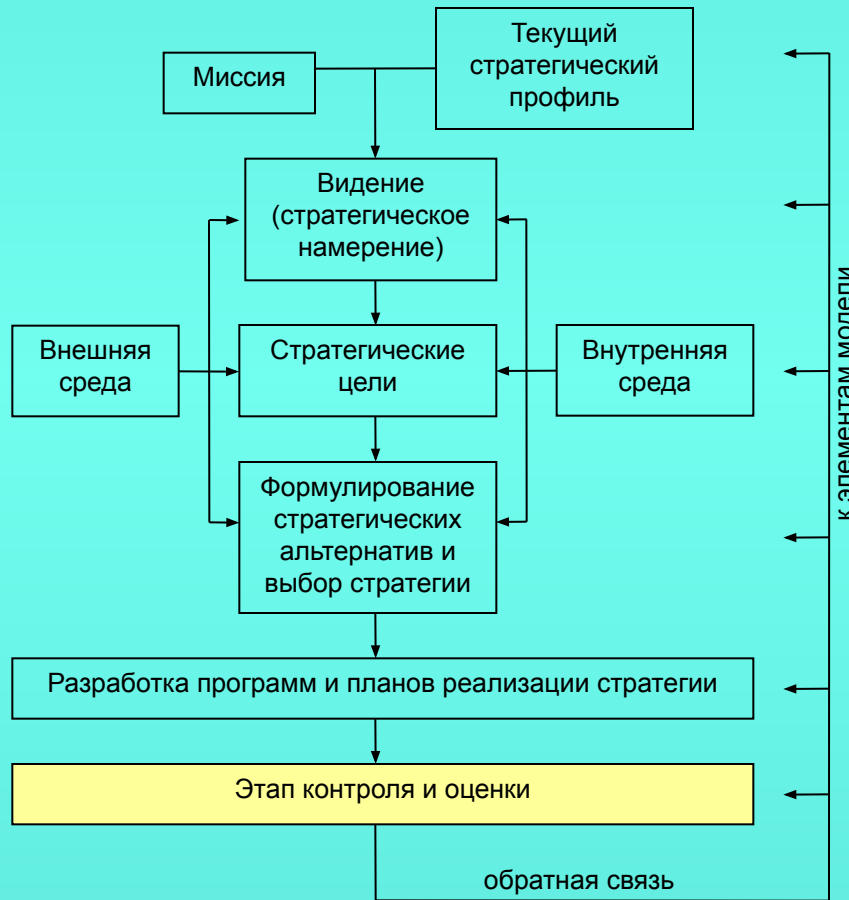 Миссия
Текущий
стратегический
профиль
Видение
(стратегическое
намерение)
Внешняя
среда
Стратегические
цели
Внутренняя
среда
Формулирование
стратегических
альтернатив и
выбор стратегии
Разработка программ и планов реализации стратегии
Этап контроля и оценки
обратная связь
к элементам модели